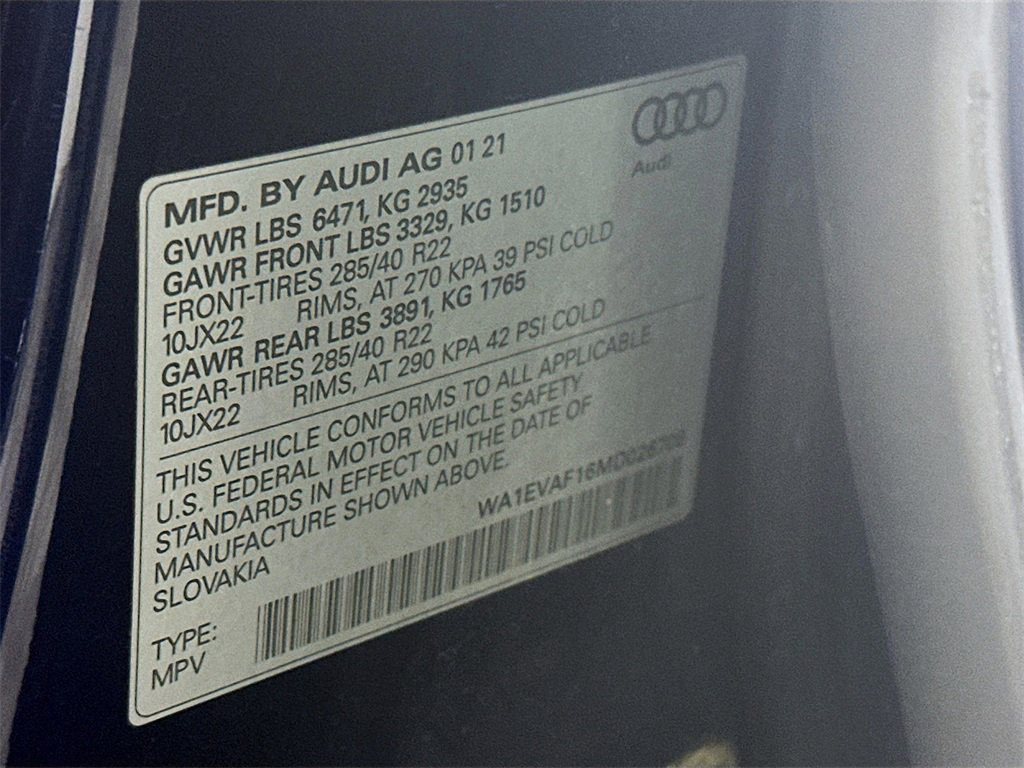 Audi
MFD. BY AUDI AG 01 21
GVWR LBS 6471, KG 2935
GAWR FRONT LBS 3329, KG 1510
FRONT-TIRES 285/40 R22
10JX22 RIMS, AT 270 KPA 39 PSI COLD
GAWR REAR LBS 3891, KG 1765
REAR-TIRES 285/40 R22
10JX22 RIMS, AT 290 KPA 42 PSI COLD
THIS VEHICLE CONFORMS TO ALL APPLICABLE
U.S. FEDERAL MOTOR VEHICLE SAFETY
STANDARDS IN EFFECT ON THE DATE OF
MANUFACTURE SHOWN ABOVE.
SLOVAKIA
TYPE:
MPV